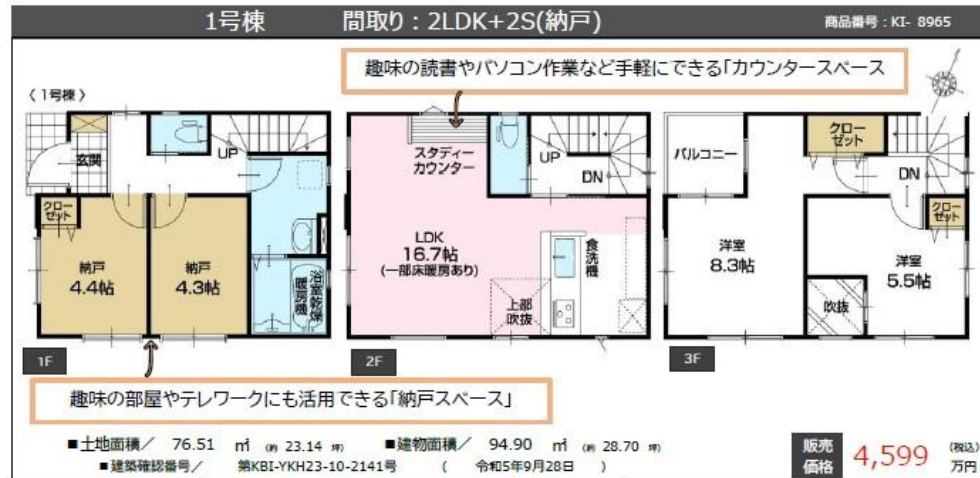 1号棟 間取り：2LDK+2S(納戸) 商品番号：KI- 8965
趣味の読書やパソコン作業など手軽にできる「カウンタースペース
〈 1号棟 〉
玄関
UP
クロー
ゼット
納戸
4.4帖
納戸
4.3帖
浴室乾燥
暖房機
1F
スタディー
カウンター
UP
DN
LDK
16.7帖
(一部床暖房あり)
食洗機
上部
吹抜
2F
バルコニー
クロー
ゼット
DN
クロー
ゼット
洋室
8.3帖
洋室
5.5帖
吹抜
3F
趣味の部屋やテレワークにも活用できる「納戸スペース」
■土地面積／ 76.51 ㎡ (約 23.14 坪) ■建物面積／ 94.90 ㎡ (約 28.70 坪)
■建築確認番号／ 第KBI-YKH23-10-2141号 ( 令和5年9月28日 )
販売
価格
4,599
(税込)
万円